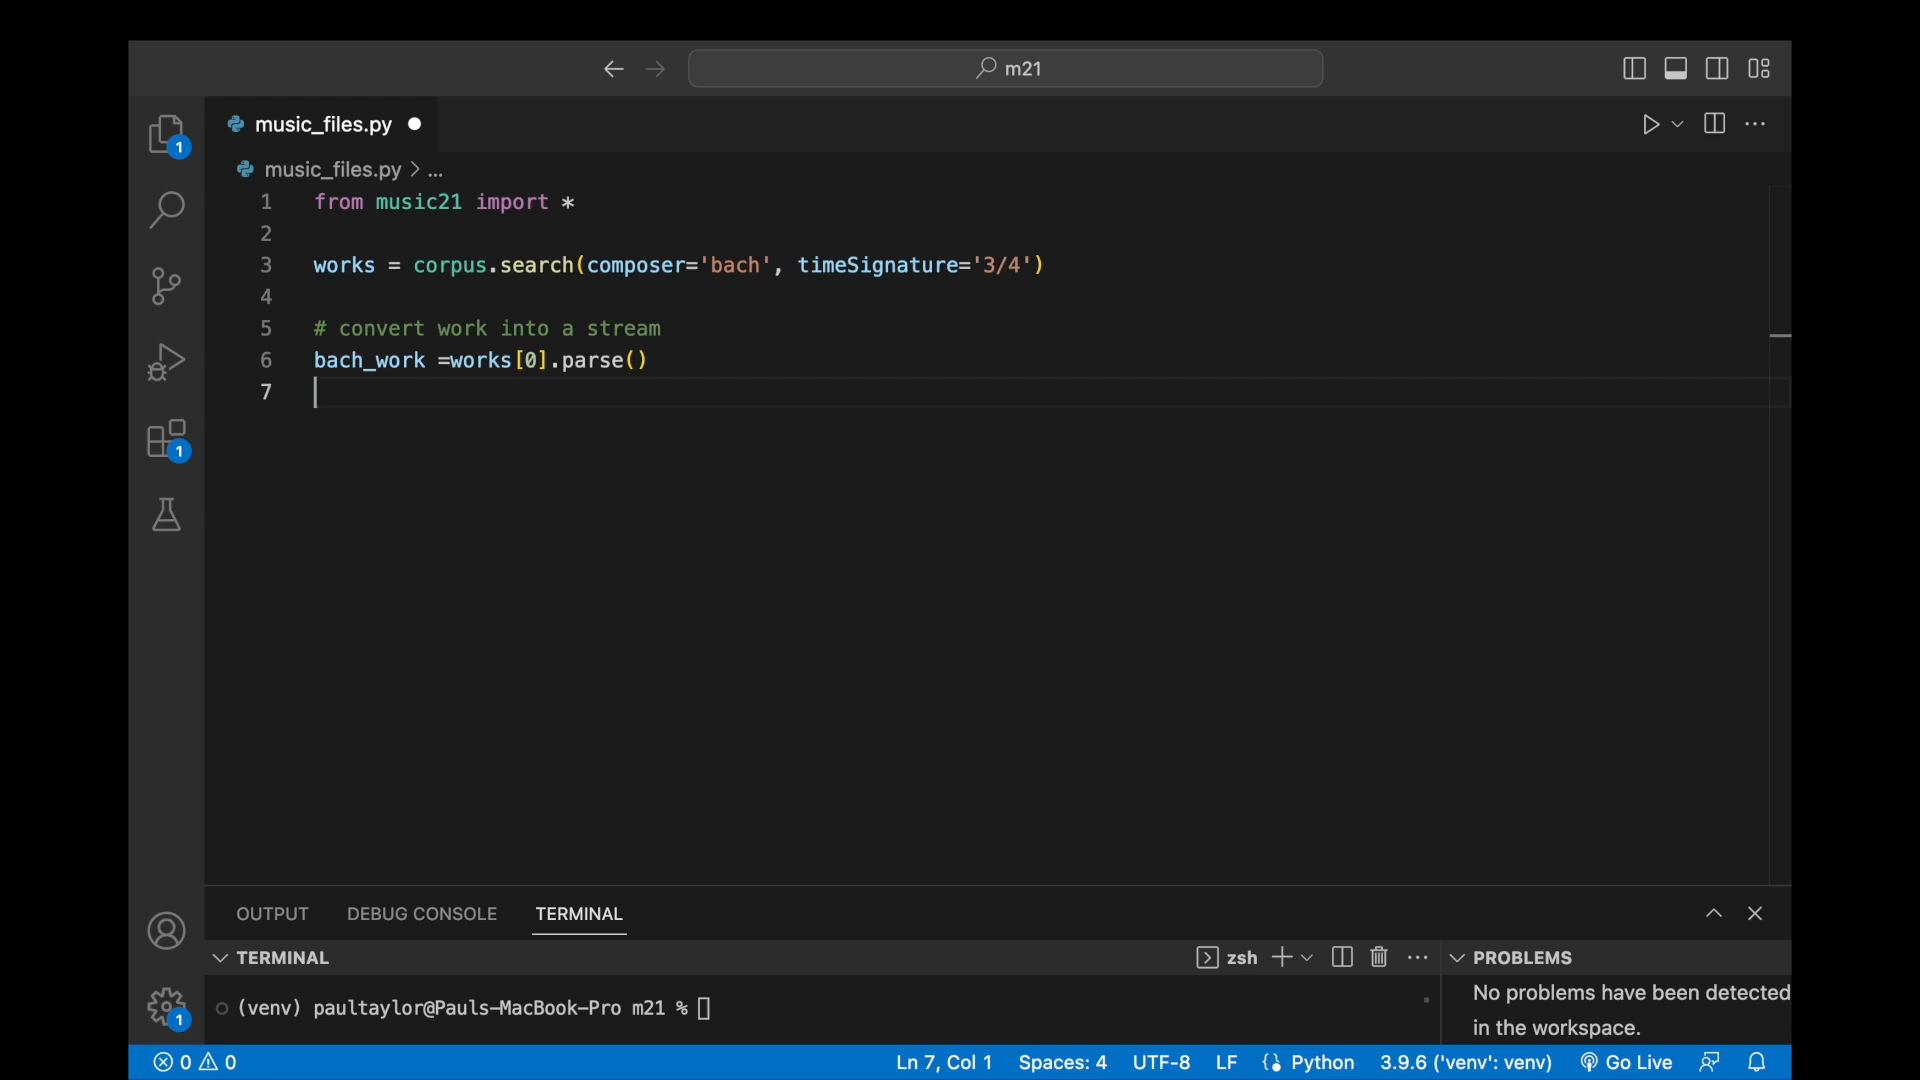 m21
music_files.py
1
music_files.py > ...
1 from music21 import *
2
3 works = corpus.search(composer='bach', timeSignature='3/4')
4
5 # convert work into a stream
6 bach_work =works[0].parse()
7
1
OUTPUT DEBUG CONSOLE TERMINAL
TERMINAL zsh PROBLEMS
(venv) paultaylor@Pauls-MacBook-Pro m21 %
No problems have been detected
in the workspace.
1
0 0 Ln 7, Col 1 Spaces: 4 UTF-8 LF Python 3.9.6 ('venv': venv) Go Live